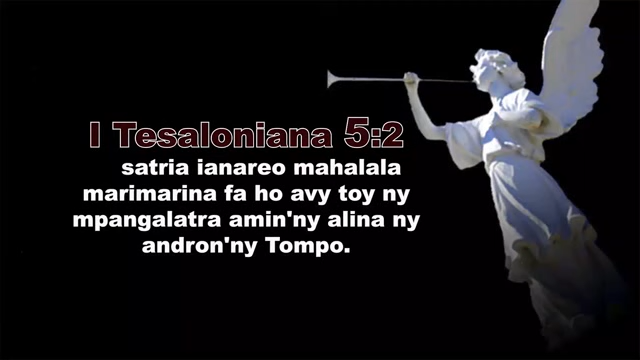 I Tesaloniana 5:2
satria ianareo mahalala
marimarina fa ho avy toy ny
mpangalatra amin'ny alina ny
andron'ny Tompo.